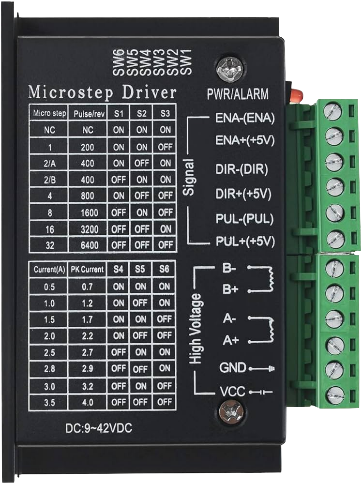 SW6
SW5
SW4
SW3
SW2
SW1
Microstep Driver
PWR/ALARM
Micro step Pulse/rev S1 S2 S3
NC NC ON ON ON
1 200 ON ON OFF
2/A 400 ON OFF ON
2/B 400 OFF ON ON
4 800 ON OFF OFF
8 1600 OFF ON OFF
16 3200 OFF OFF ON
32 6400 OFF OFF OFF
Current(A) PK Current S4 S5 S6
0.5 0.7 ON ON ON
1.0 1.2 ON OFF ON
1.5 1.7 ON ON OFF
2.0 2.2 ON OFF OFF
2.5 2.7 OFF ON ON
2.8 2.9 OFF OFF ON
3.0 3.2 OFF ON OFF
3.5 4.0 OFF OFF OFF
DC:9~42VDC
Signal
ENA-(ENA)
ENA+(+5V)
DIR-(DIR)
DIR+(+5V)
PUL-(PUL)
PUL+(+5V)
High Voltage
B-
B+
A-
A+
GND
VCC